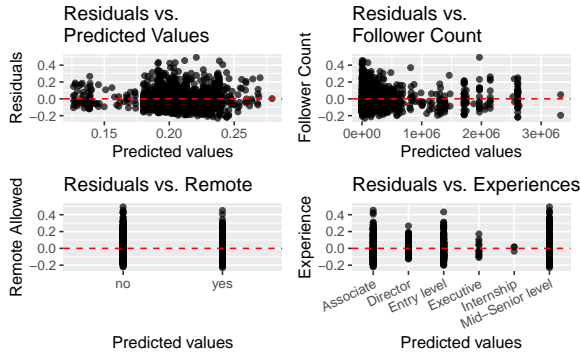 Residuals vs.
Predicted Values
Residuals
0.4
0.2
0.0
−0.2
0.15
0.20
0.25
Predicted values
Residuals vs.
Follower Count
Follower Count
0.4
0.2
0.0
−0.2
0e+00
1e+06
2e+06
3e+06
Predicted values
Residuals vs. Remote
Remote Allowed
0.4
0.2
0.0
−0.2
no
yes
Predicted values
Residuals vs. Experiences
Experience
0.4
0.2
0.0
−0.2
Associate
Director
Entry level
Executive
Internship
Mid−Senior level
Predicted values